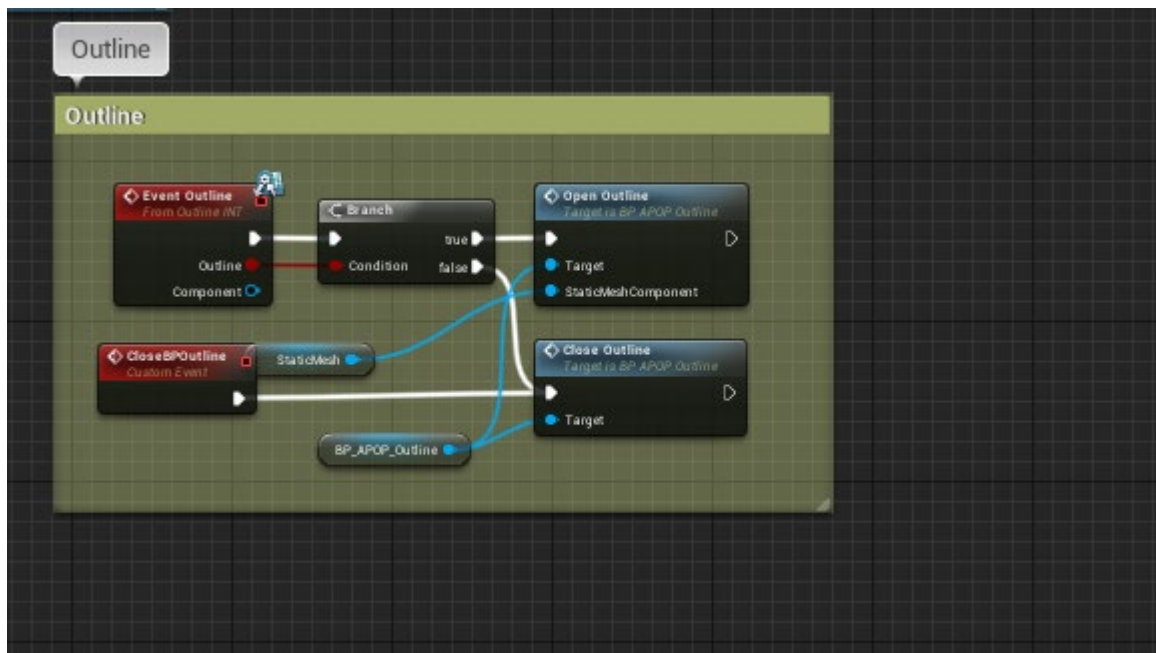 Outline
Outline
Event Outline
From Outline INT
Outline
Component
Branch
true
Condition
false
Open Outline
Target is BP APOP Outline
Target
StaticMeshComponent
CloseBPOutline
Custom Event
StaticMesh
Close Outline
Target is BP APOP Outline
Target
BP_APOP_Outline